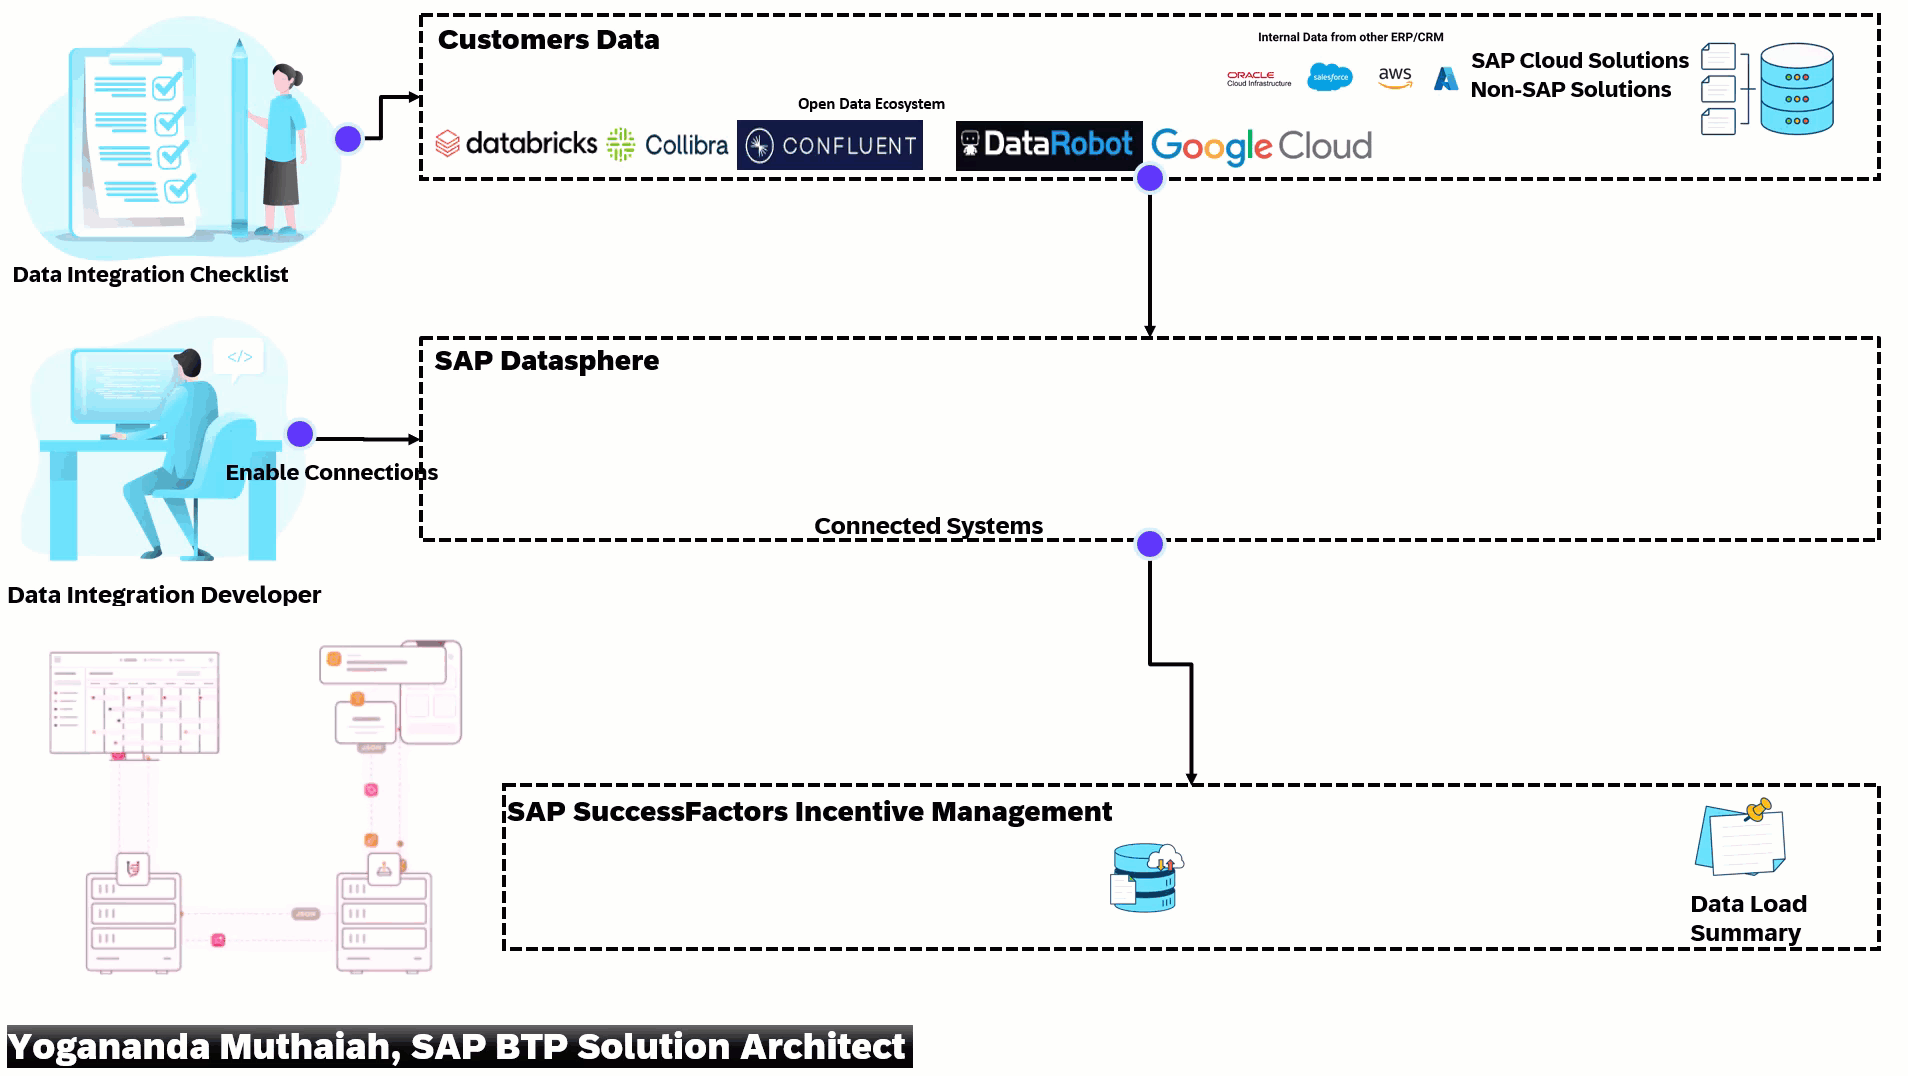 Customers Data
Internal Data from other ERP/CRM
SAP Cloud Solutions
Non-SAP Solutions
ORACLE
Cloud Infrastructure
salesforce
aws
Open Data Ecosystem
databricks
Collibra
CONFLUENT
DataRobot
Google Cloud
Data Integration Checklist
SAP Datasphere
</>
Enable Connections
Connected Systems
Data Integration Developer
JSON
SAP SuccessFactors Incentive Management
Data Load
Summary
JSON
Yogananda Muthaiah, SAP BTP Solution Architect